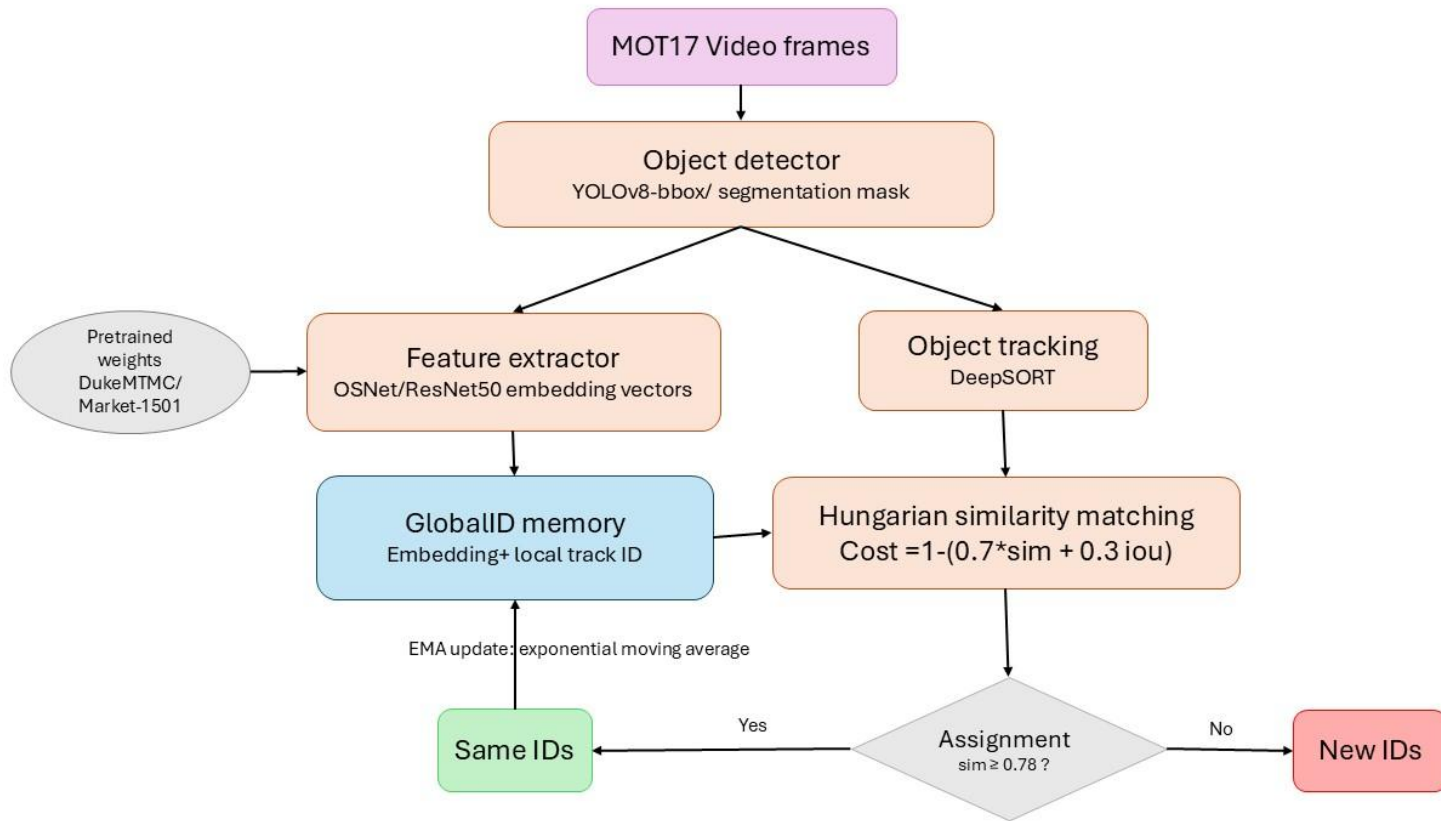 MOT17 Video frames
Object detector
YOLOv8-bbox/ segmentation mask
Pretrained
weights
DukeMTMC/
Market-1501
Feature extractor
OSNet/ResNet50 embedding vectors
Object tracking
DeepSORT
GlobalID memory
Embedding+ local track ID
Hungarian similarity matching
Cost =1-(0.7*sim + 0.3 iou)
EMA update: exponential moving average
Same IDs
Yes
Assignment
sim ≥ 0.78 ?
No
New IDs